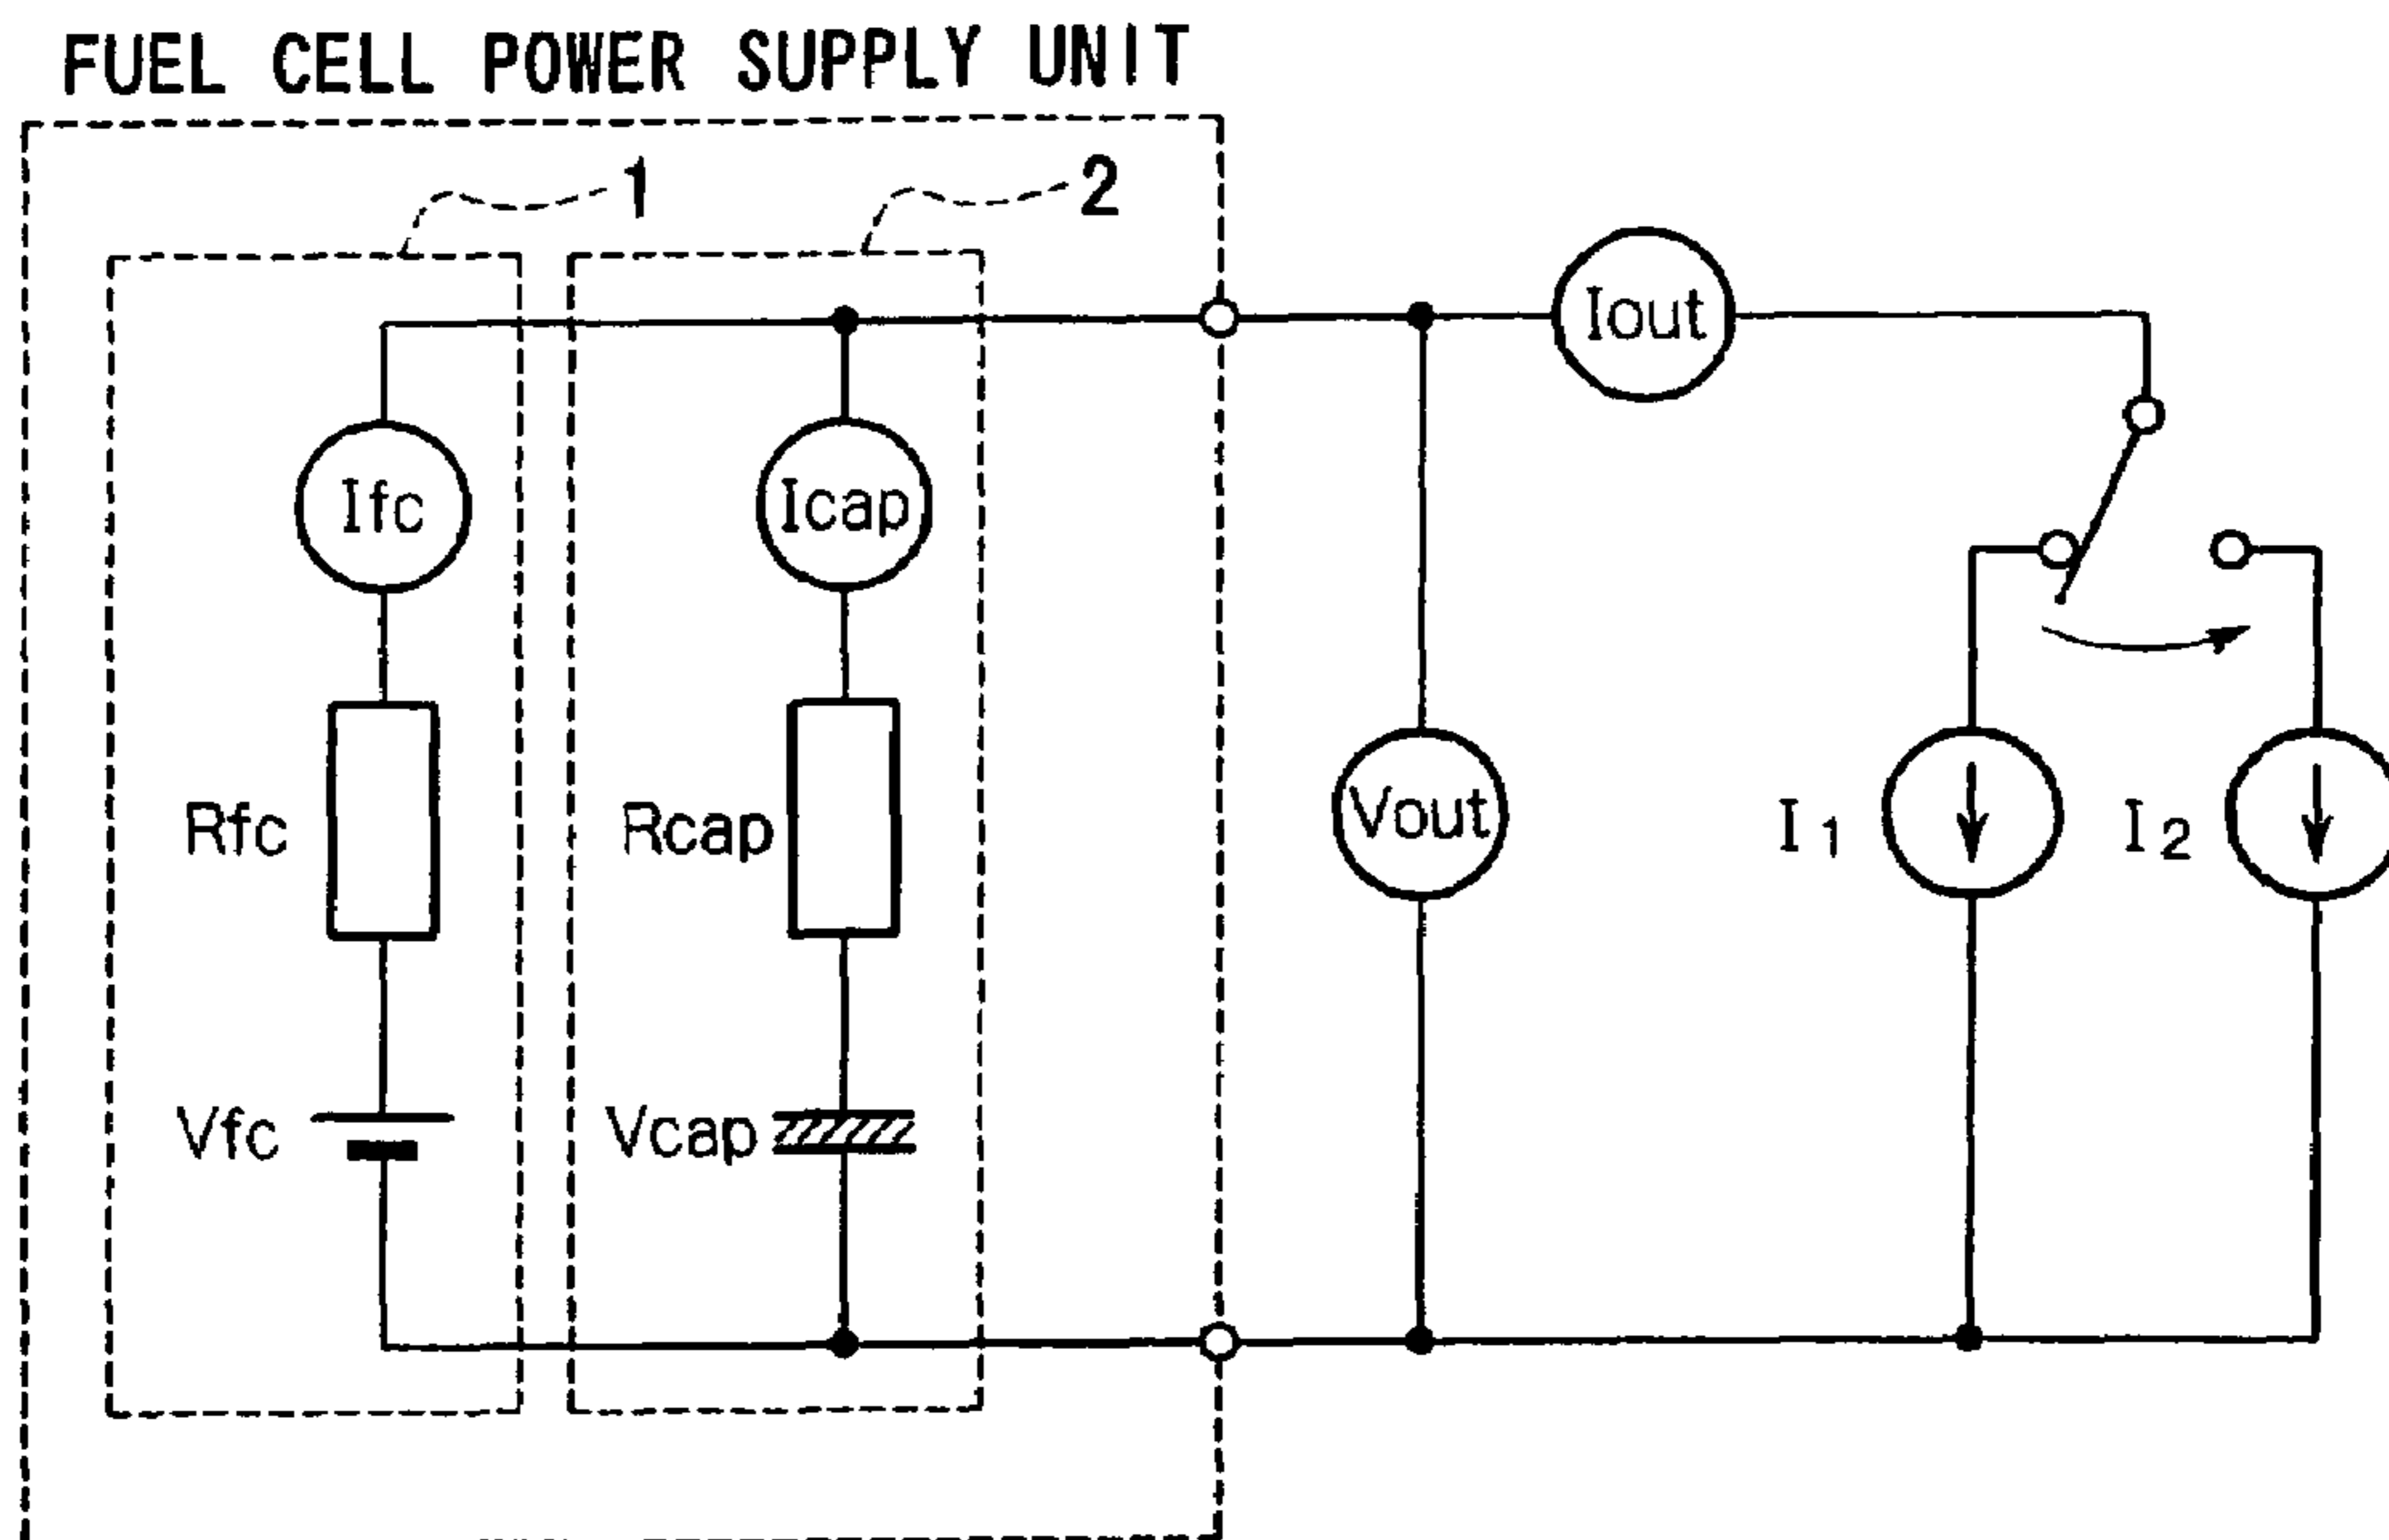 FUEL CELL POWER SUPPLY UNIT
1
2
Iout
Ifc
Icap
Rfc
Rcap
Vout
I1
I2
Vfc
Vcap